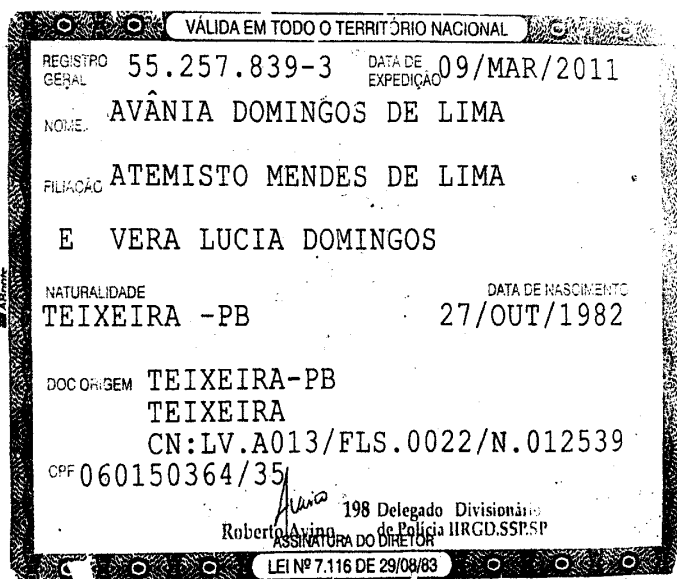 VÁLIDA EM TODO O TERRITÓRIO NACIONAL
REGISTRO GERAL 55.257.839-3 DATA DE EXPEDIÇÃO 09/MAR/2011
NOME AVÂNIA DOMINGOS DE LIMA
FILIAÇÃO ATEMISTO MENDES DE LIMA
E VERA LUCIA DOMINGOS
NATURALIDADE DATA DE NASCIMENTO
TEIXEIRA -PB 27/OUT/1982
DOC ORIGEM TEIXEIRA-PB
TEIXEIRA
CN:LV.A013/FLS.0022/N.012539
CPF 060150364/35
198 Delegado Divisionário
Roberto Avino de Polícia IIRGD.SSP.SP
ASSINATURA DO DIRETOR
LEI Nº 7.116 DE 29/08/83